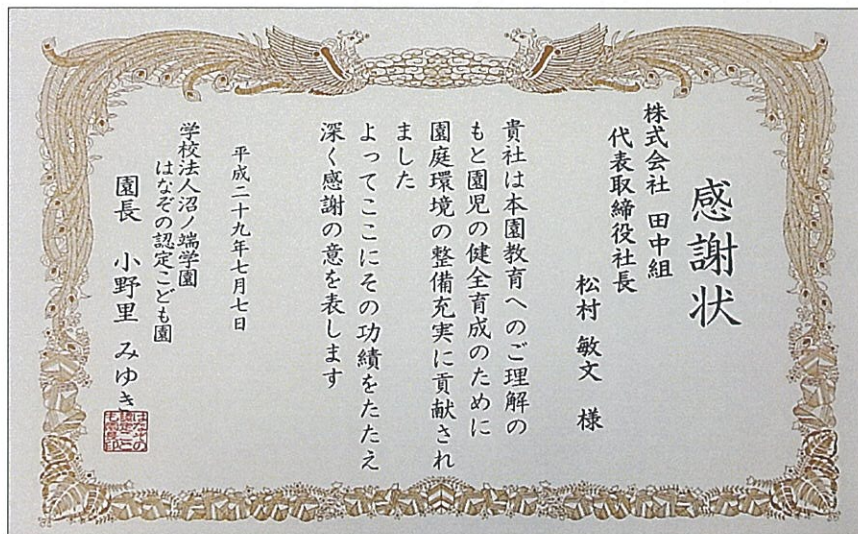 感謝状
株式会社 田中組
代表取締役社長
松村 敏文 様
貴社は本園教育へのご理解の
もと園児の健全育成のために
園庭環境の整備充実に貢献され
ました
よってここにその功績をたたえ
深く感謝の意を表します
平成二十九年七月七日
学校法人沼ノ端学園
はなぞの認定こども園
園長 小野里 みゆき